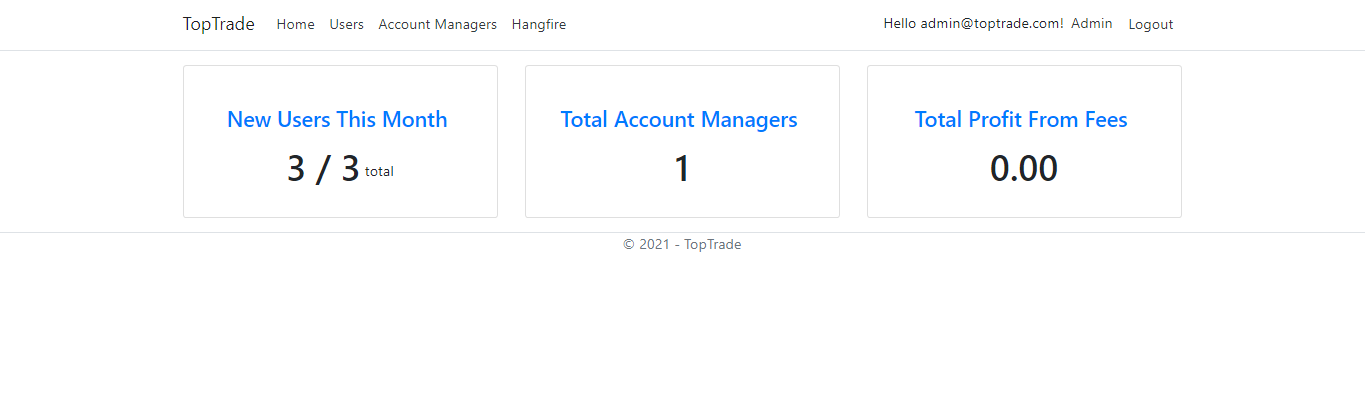 TopTrade Home Users Account Managers Hangfire Hello admin@toptrade.com! Admin Logout
New Users This Month
3 / 3 total
Total Account Managers
1
Total Profit From Fees
0.00
© 2021 - TopTrade